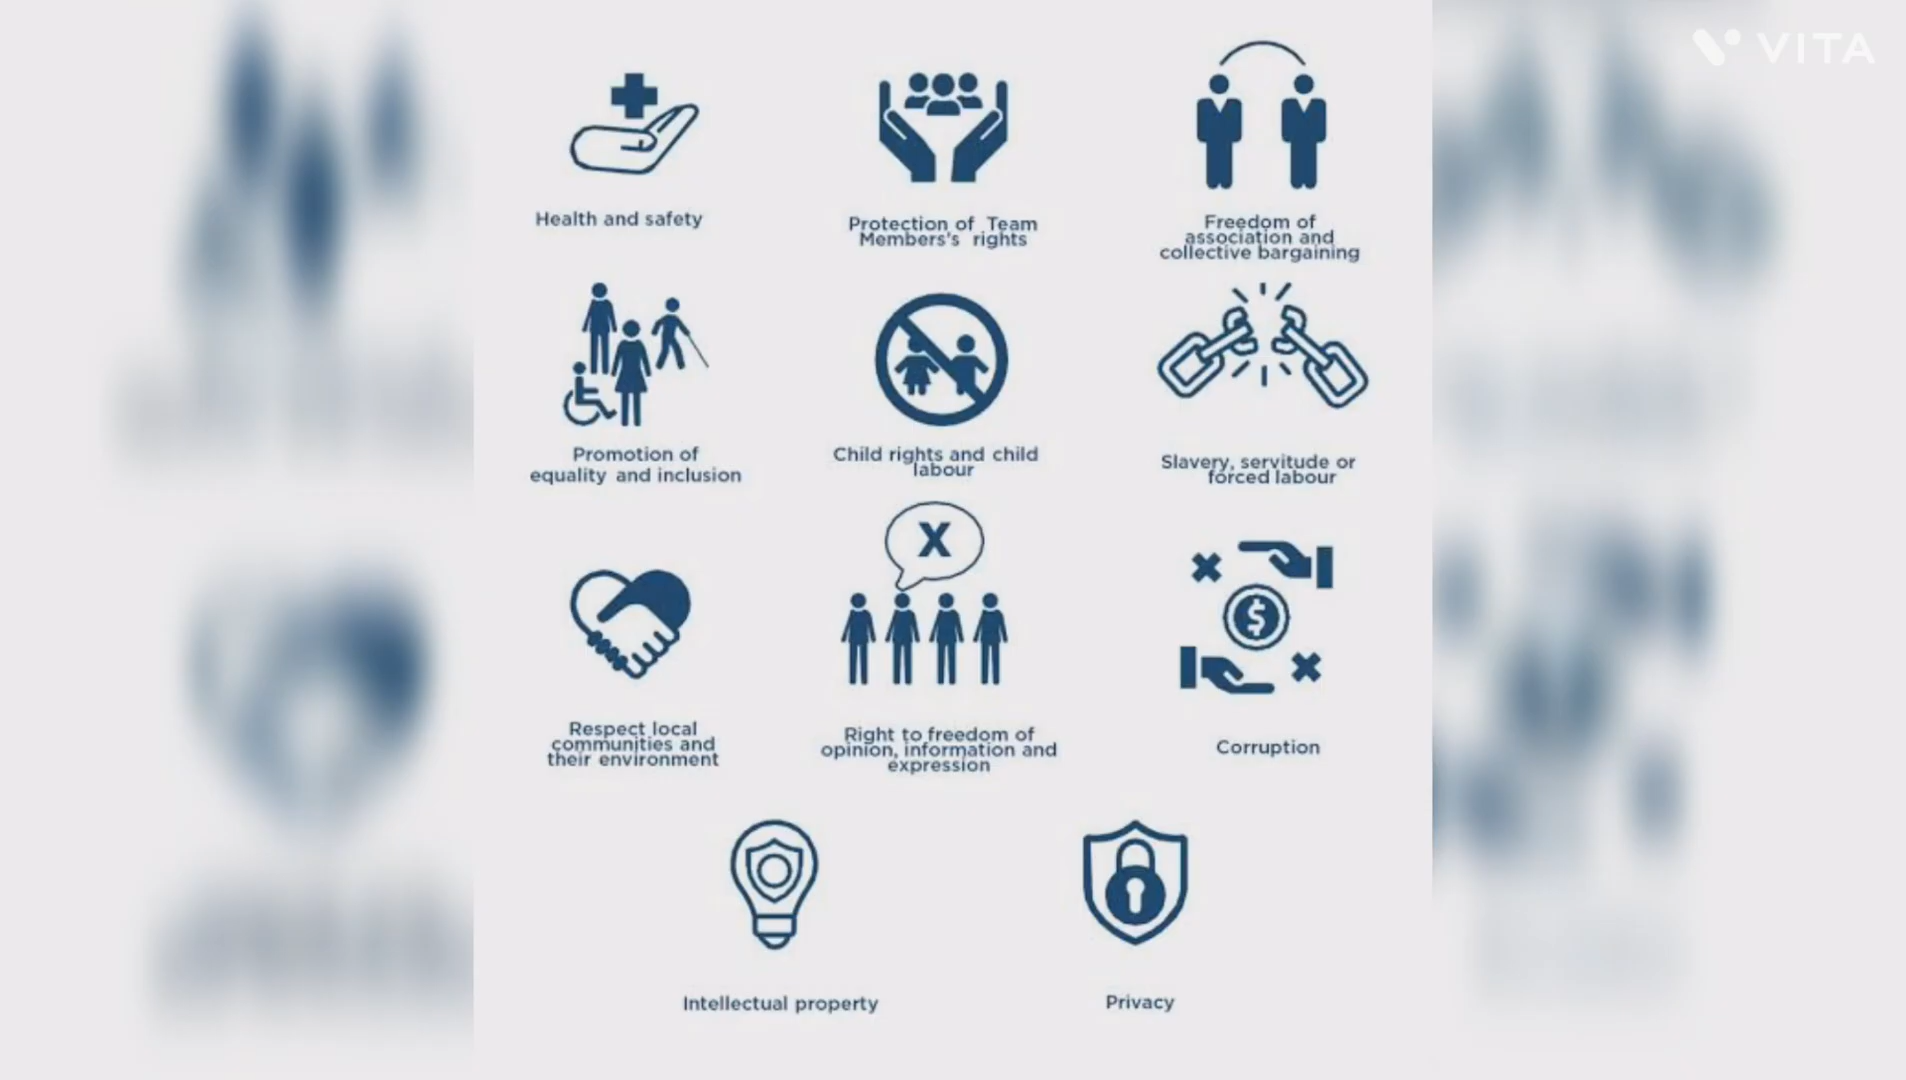 VITA
Health and safety
Protection of Team
Members's rights
Freedom of
association and
collective bargaining
Promotion of
equality and inclusion
Child rights and child
labour
Slavery, servitude or
forced labour
X
$
Respect local
communities and
their environment
Right to freedom of
opinion, information and
expression
Corruption
Intellectual property
Privacy